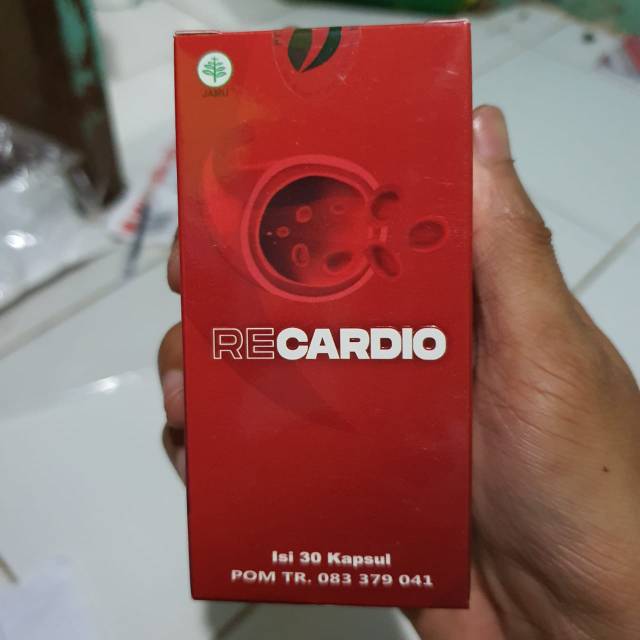 JAMU
RECARDIO
Isi 30 Kapsul
POM TR. 083 379 041